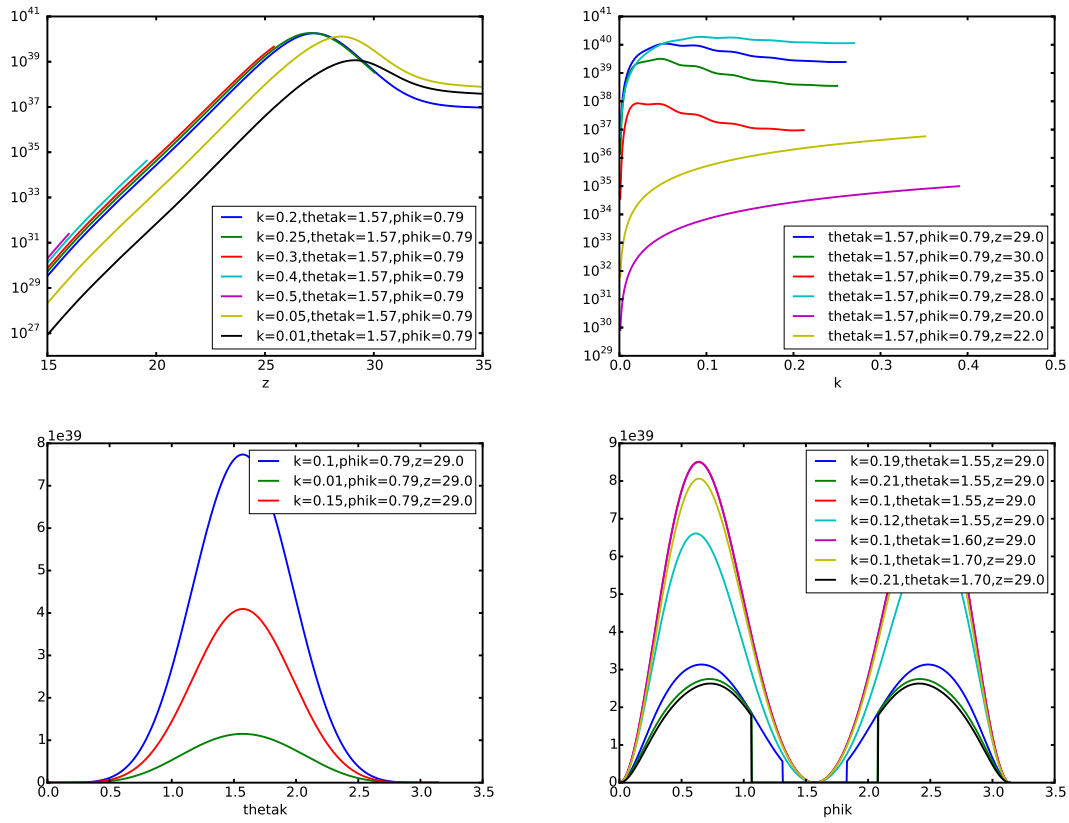 10^41
10^39
10^37
10^35
10^33
10^31
10^29
10^27
15 20 25 30 35
z
k=0.2,thetak=1.57,phik=0.79
k=0.25,thetak=1.57,phik=0.79
k=0.3,thetak=1.57,phik=0.79
k=0.4,thetak=1.57,phik=0.79
k=0.5,thetak=1.57,phik=0.79
k=0.05,thetak=1.57,phik=0.79
k=0.01,thetak=1.57,phik=0.79
10^41
10^40
10^39
10^38
10^37
10^36
10^35
10^34
10^33
10^32
10^31
10^30
10^29
0.0 0.1 0.2 0.3 0.4 0.5
k
thetak=1.57,phik=0.79,z=29.0
thetak=1.57,phik=0.79,z=30.0
thetak=1.57,phik=0.79,z=35.0
thetak=1.57,phik=0.79,z=28.0
thetak=1.57,phik=0.79,z=20.0
thetak=1.57,phik=0.79,z=22.0
1e39
8
7
6
5
4
3
2
1
0
0.0 0.5 1.0 1.5 2.0 2.5 3.0 3.5
thetak
k=0.1,phik=0.79,z=29.0
k=0.01,phik=0.79,z=29.0
k=0.15,phik=0.79,z=29.0
1e39
9
8
7
6
5
4
3
2
1
0
0.0 0.5 1.0 1.5 2.0 2.5 3.0 3.5
phik
k=0.19,thetak=1.55,z=29.0
k=0.21,thetak=1.55,z=29.0
k=0.1,thetak=1.55,z=29.0
k=0.12,thetak=1.55,z=29.0
k=0.1,thetak=1.60,z=29.0
k=0.1,thetak=1.70,z=29.0
k=0.21,thetak=1.70,z=29.0